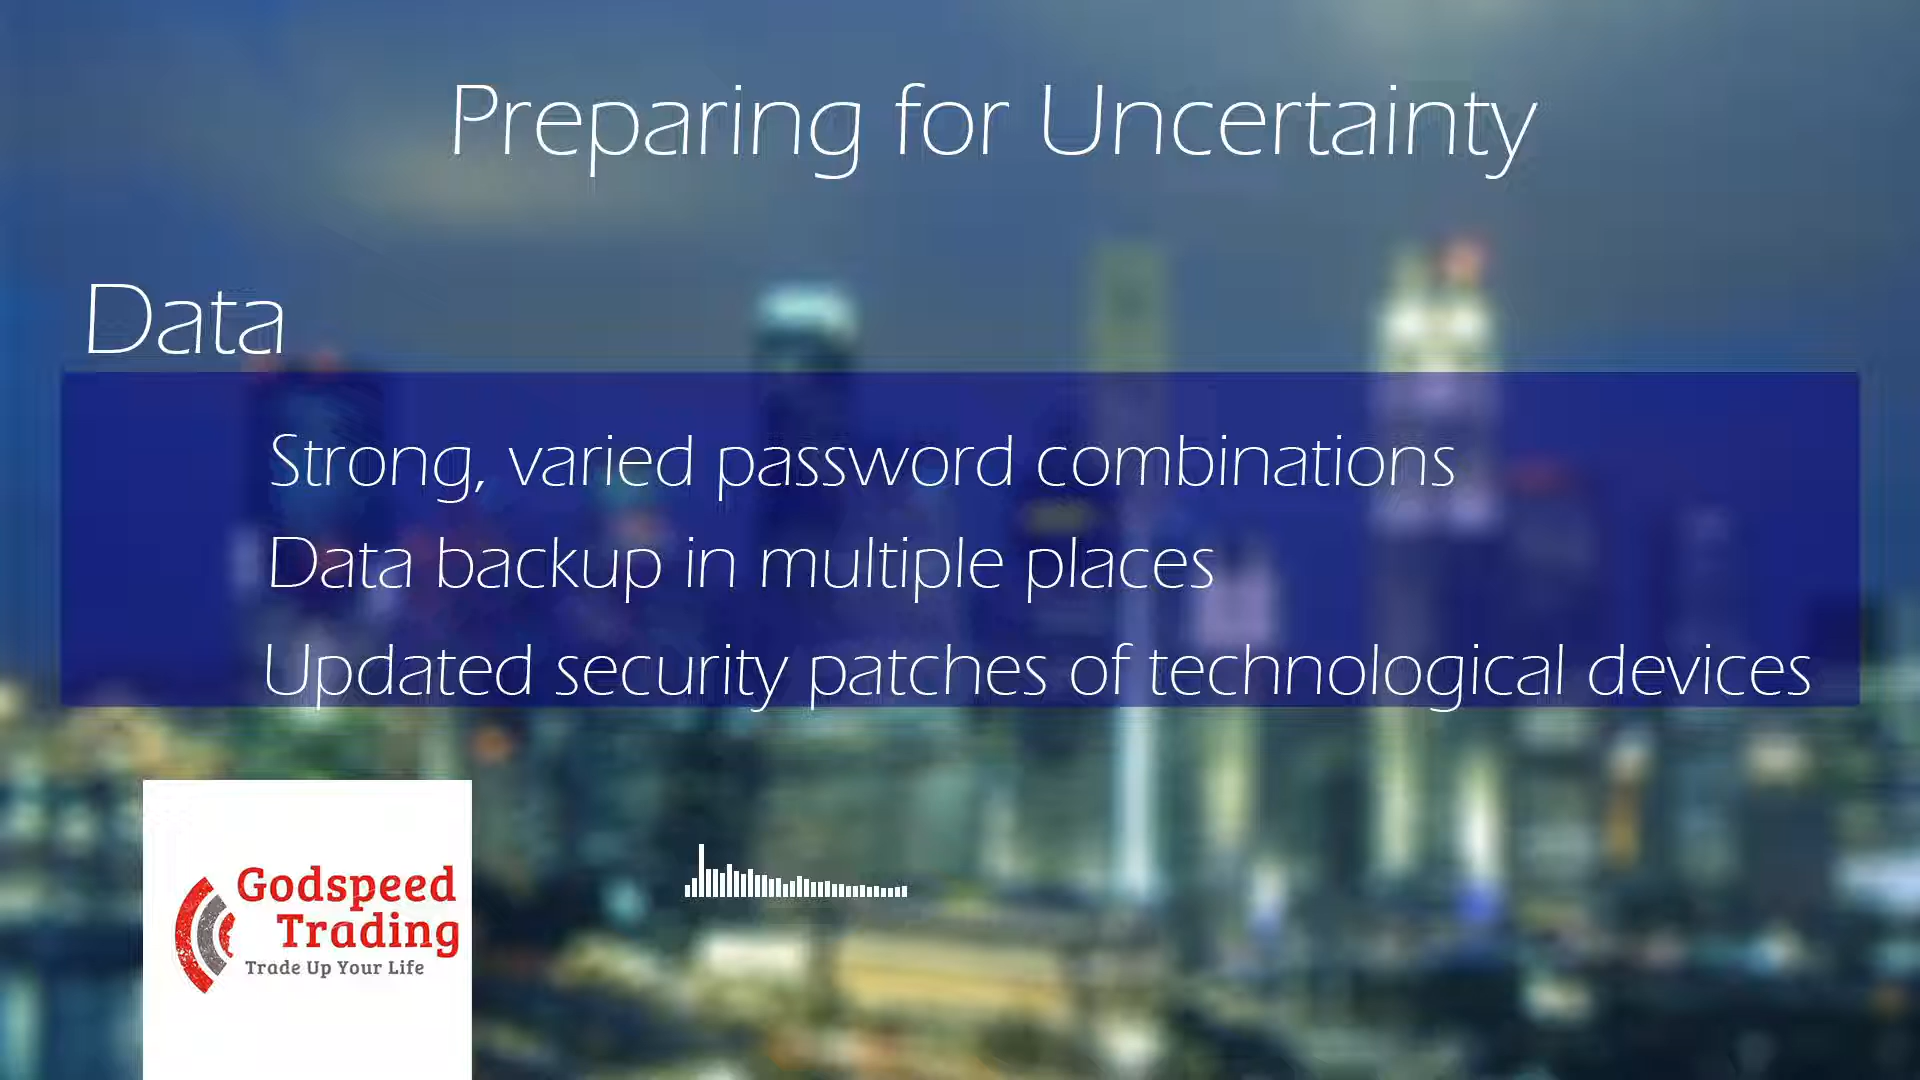 Preparing for Uncertainty
Data
Strong, varied password combinations
Data backup in multiple places
Updated security patches of technological devices
Godspeed
Trading
Trade Up Your Life